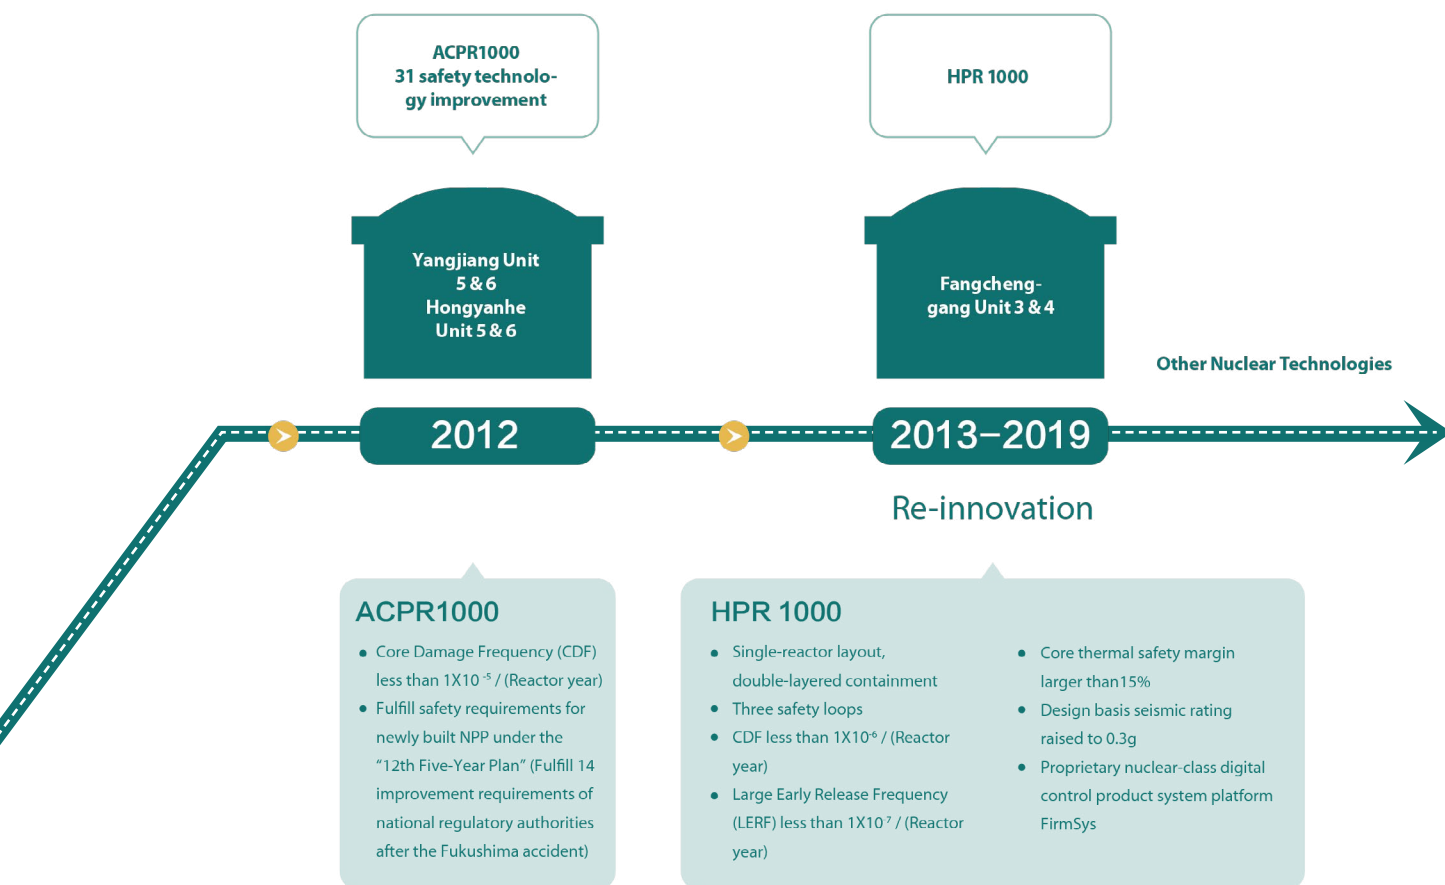 ACPR1000
31 safety technolo-
gy improvement
HPR 1000
Yangjiang Unit
5 & 6
Hongyanhe
Unit 5 & 6
Fangcheng-
gang Unit 3 & 4
Other Nuclear Technologies
2012
2013–2019
Re-innovation
ACPR1000
• Core Damage Frequency (CDF)
less than 1X10 ⁻⁵ / (Reactor year)
• Fulfill safety requirements for
newly built NPP under the
“12th Five-Year Plan” (Fulfill 14
improvement requirements of
national regulatory authorities
after the Fukushima accident)
HPR 1000
• Single-reactor layout,
double-layered containment
• Three safety loops
• CDF less than 1X10⁻⁶ / (Reactor
year)
• Large Early Release Frequency
(LERF) less than 1X10⁻⁷ / (Reactor
year)
• Core thermal safety margin
larger than15%
• Design basis seismic rating
raised to 0.3g
• Proprietary nuclear-class digital
control product system platform
FirmSys